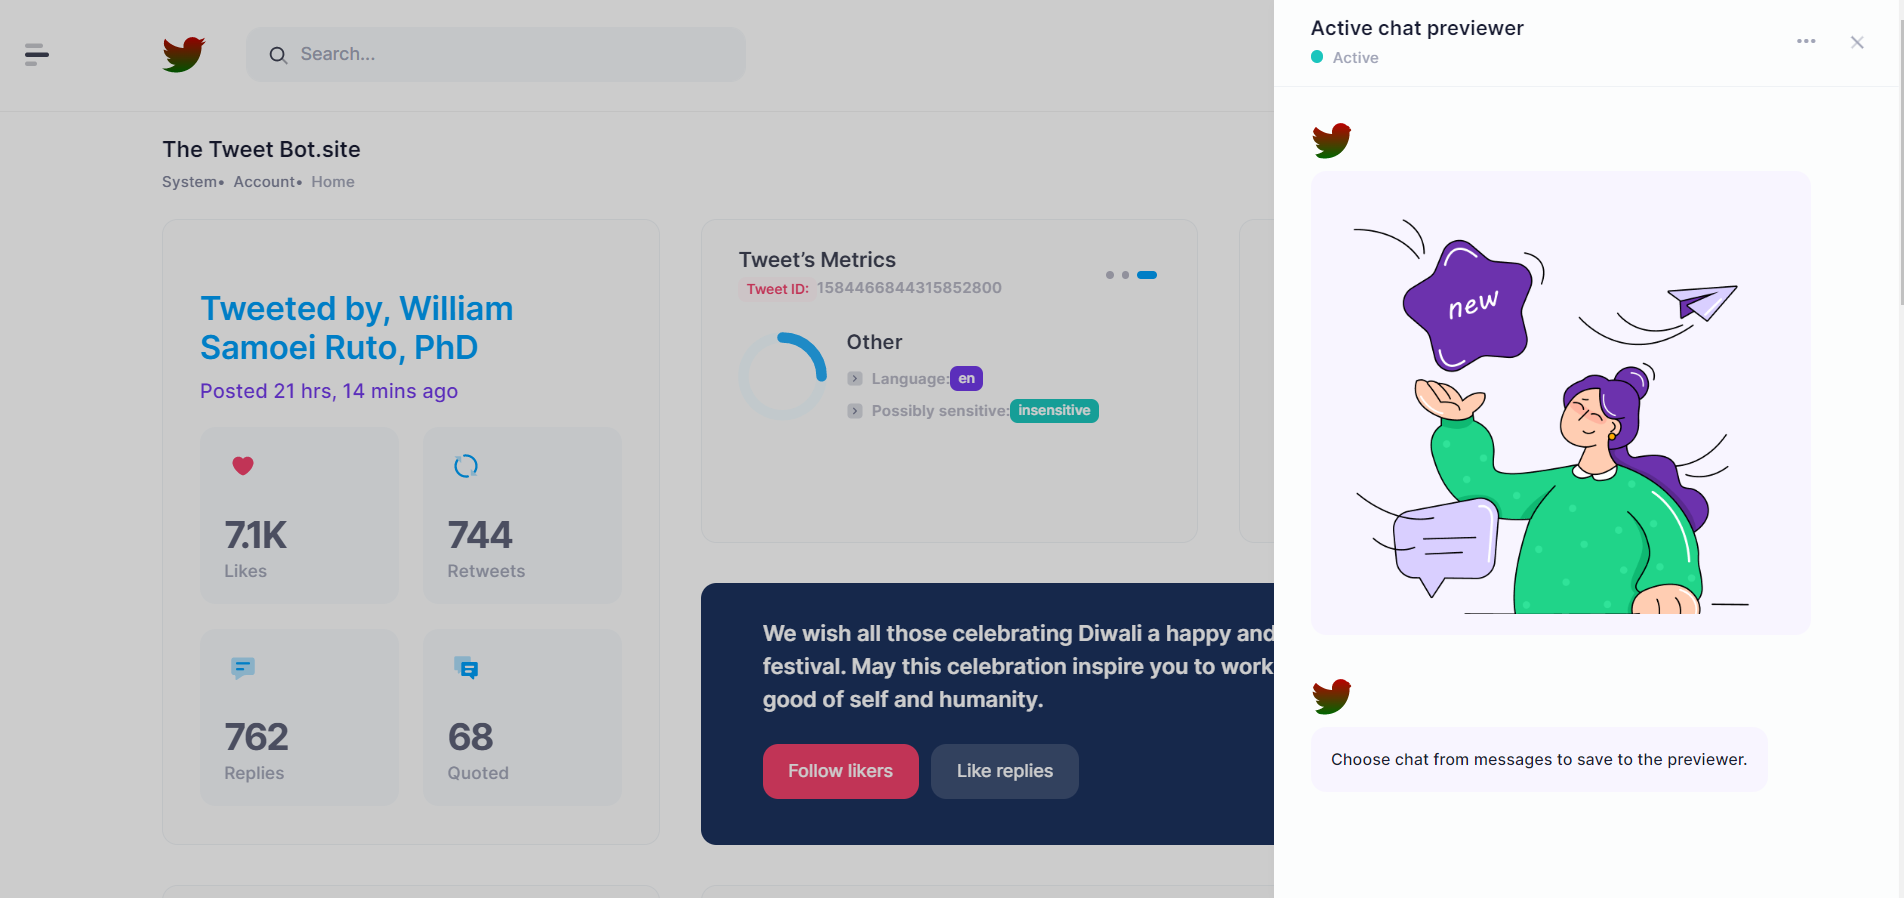 Search...
The Tweet Bot.site
System• Account• Home
Tweeted by, William
Samoei Ruto, PhD
Posted 21 hrs, 14 mins ago
7.1K
Likes
744
Retweets
762
Replies
68
Quoted
Tweet's Metrics
Tweet ID: 1584466844315852800
Other
Language: en
Possibly sensitive: insensitive
We wish all those celebrating Diwali a happy and
festival. May this celebration inspire you to work
good of self and humanity.
Follow likers
Like replies
Active chat previewer
Active
new
Choose chat from messages to save to the previewer.